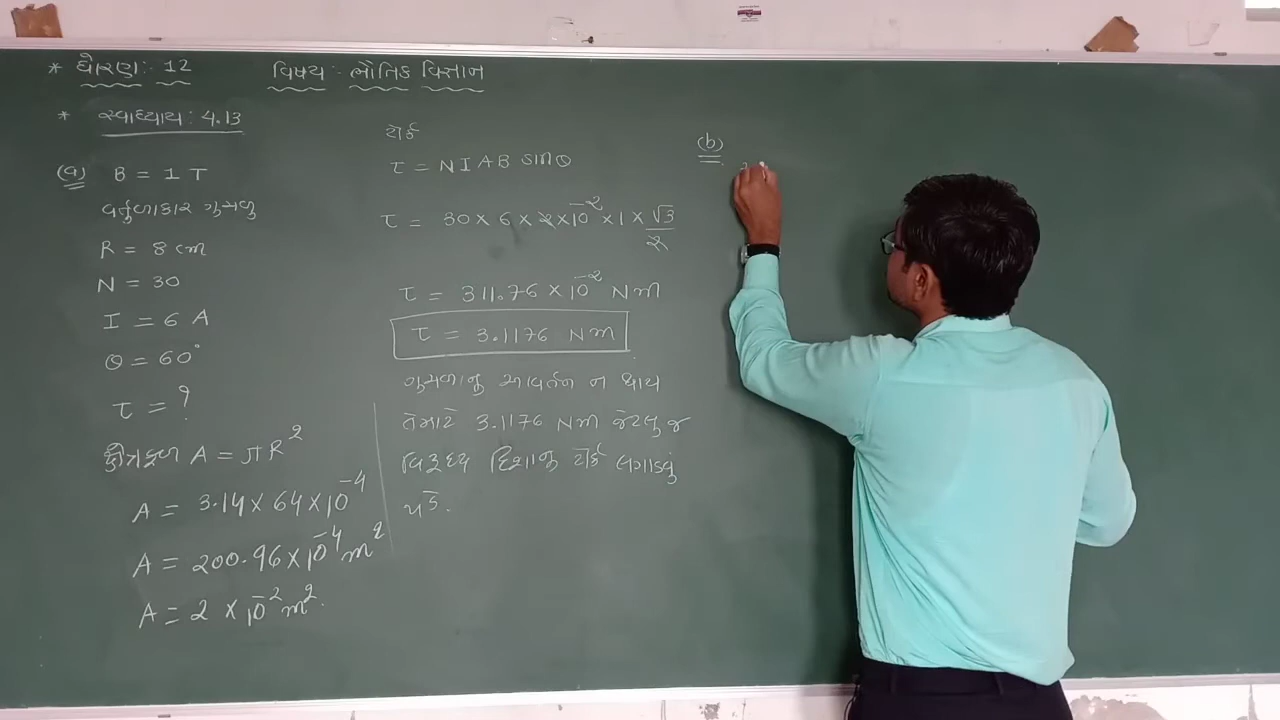 * ધોરણ : 12 વિષય : ભૌતિક વિજ્ઞાન
* સ્વાધ્યાય : 4.13
(a) B = 1 T
વર્તુળાકાર ગૂંચળુ
R = 8 cm
N = 30
I = 6 A
θ = 60°
τ = ?
ક્ષેત્રફળ A = πR²
A = 3.14 × 64 × 10⁻⁴
A = 200.96 × 10⁻⁴ m²
A = 2 × 10⁻² m².
ટોર્ક
τ = NIAB sinθ
τ = 30 × 6 × 2 × 10⁻² × 1 × √3/2
τ = 311.76 × 10⁻² Nm
τ = 3.1176 Nm
ગૂંચળાનુ આવર્તન ન થાય
તેમાટે 3.1176 Nm જેટલુજ
વિરૂધ્ધ દિશાનુ ટોર્ક લગાડવું
પડે.
(b)